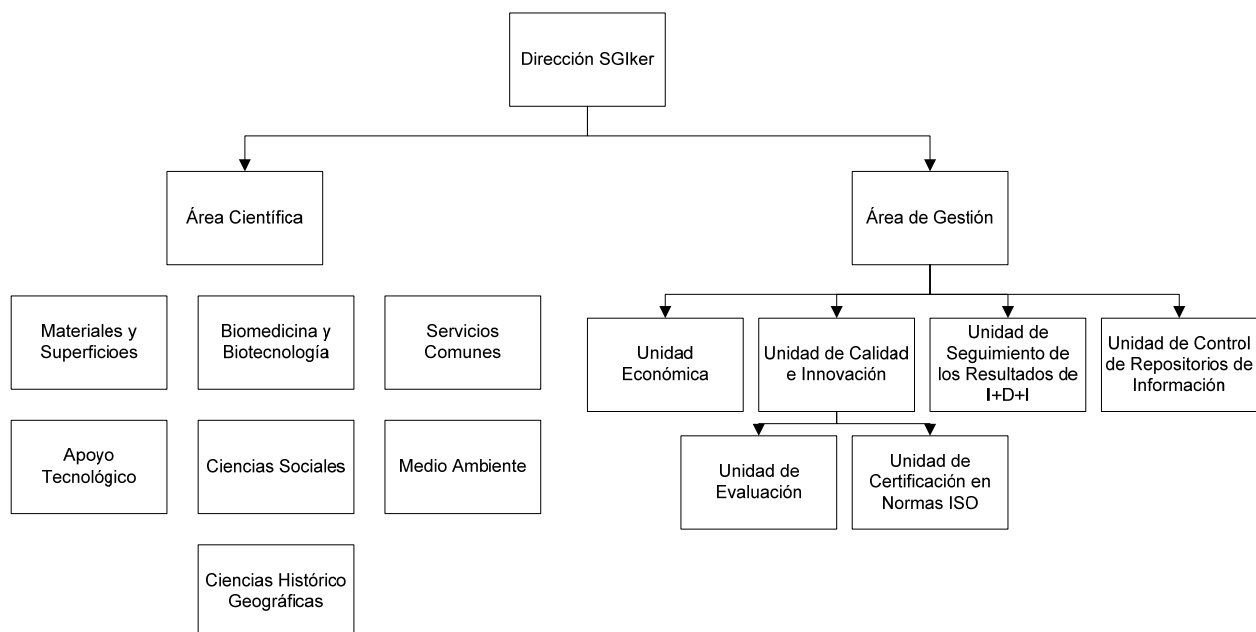 Dirección SGIker
Área Científica
Área de Gestión
Materiales y
Superficioes
Biomedicina y
Biotecnología
Servicios
Comunes
Apoyo
Tecnológico
Ciencias Sociales
Medio Ambiente
Ciencias Histórico
Geográficas
Unidad
Económica
Unidad de Calidad
e Innovación
Unidad de
Seguimiento de
los Resultados de
I+D+I
Unidad de Control
de Repositorios de
Información
Unidad de
Evaluación
Unidad de
Certificación en
Normas ISO